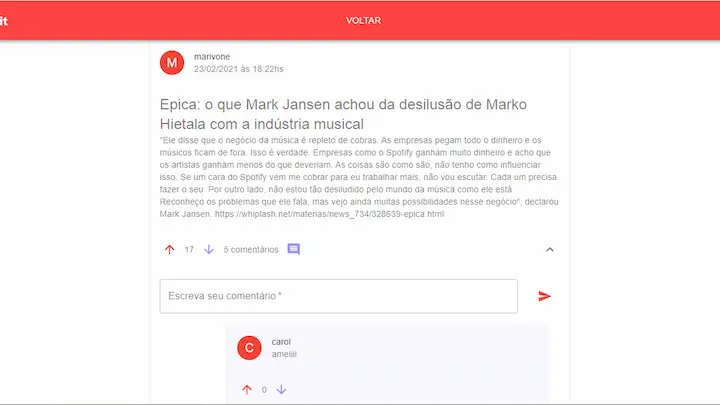 it
VOLTAR
M
marivone
23/02/2021 às 18:22hs
Epica: o que Mark Jansen achou da desilusão de Marko
Hietala com a indústria musical
"Ele disse que o negócio da música é repleto de cobras. As empresas pegam todo o dinheiro e os
músicos ficam de fora. Isso é verdade. Empresas como o Spotify ganham muito dinheiro e acho que
os artistas ganham menos do que deveriam. As coisas são como são, não tenho como influenciar
isso. Se um cara do Spotify vem me cobrar para eu trabalhar mais, não vou escutar. Cada um precisa
fazer o seu. Por outro lado, não estou tão desiludido pelo mundo da música como ele está
Reconheço os problemas que ele fala, mas vejo ainda muitas possibilidades nesse negócio", declarou
Mark Jansen. https://whiplash.net/materias/news_734/328639-epica.html
17 5 comentários
Escreva seu comentário *
C
carol
ameiiii
0